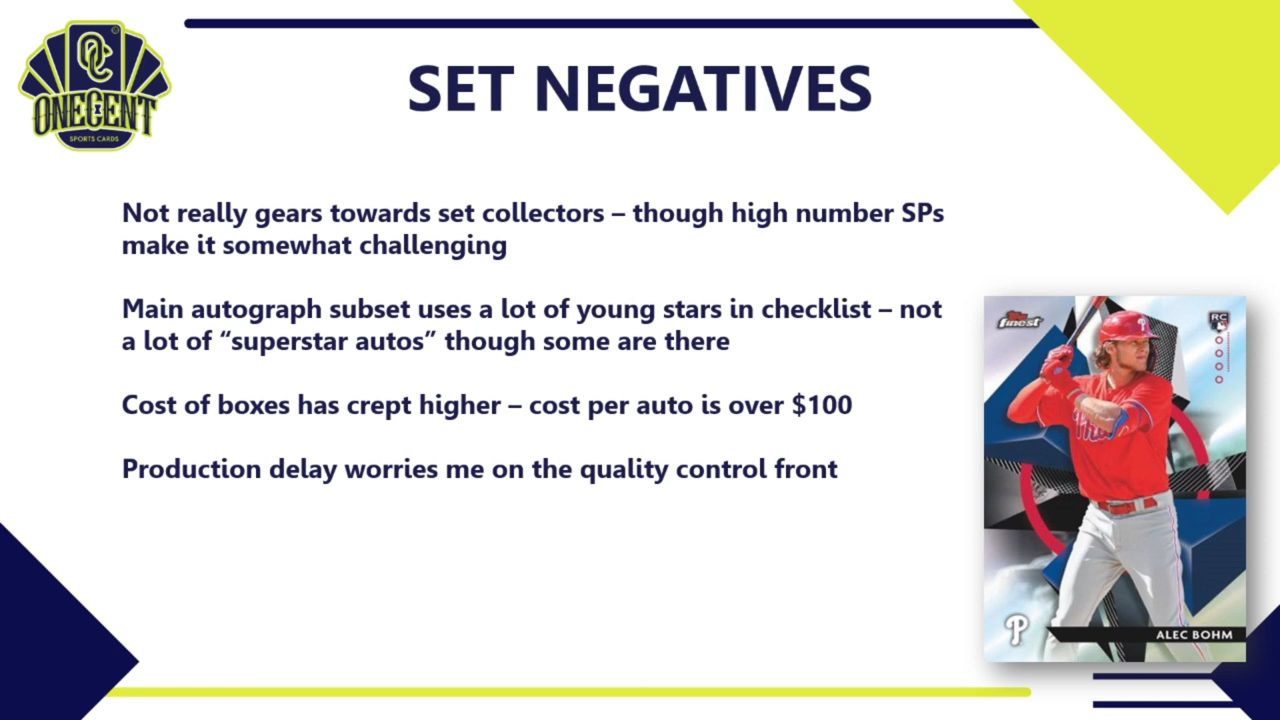 OC
ONECENT
SPORTS CARDS
SET NEGATIVES
Not really gears towards set collectors – though high number SPs
make it somewhat challenging
Main autograph subset uses a lot of young stars in checklist – not
a lot of “superstar autos” though some are there
Cost of boxes has crept higher – cost per auto is over $100
Production delay worries me on the quality control front
Topps
finest
RC
P
P
ALEC BOHM